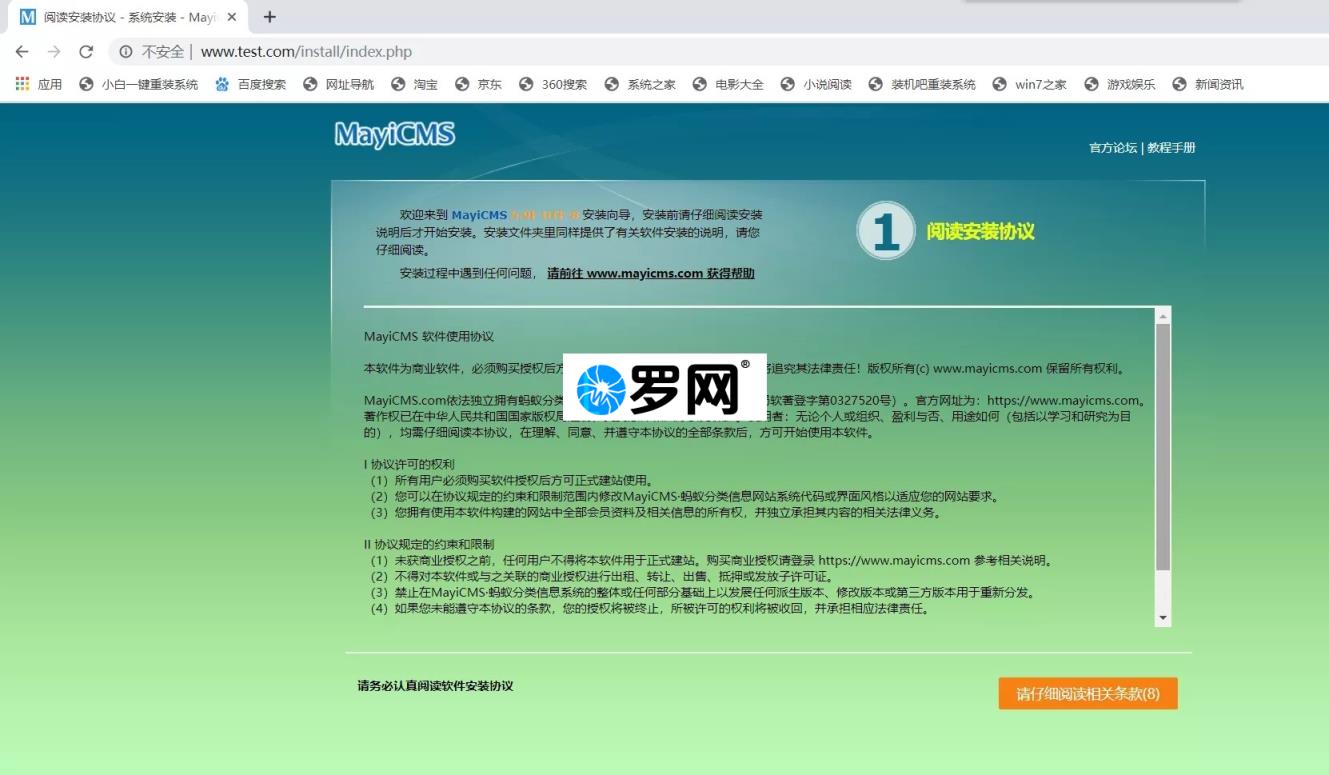 阅读安装协议 - 系统安装 - Mayi
不安全 | www.test.com/install/index.php
应用 小白一键重装系统 百度搜索 网址导航 淘宝 京东 360搜索 系统之家 电影大全 小说阅读 装机吧重装系统 win7之家 游戏娱乐 新闻资讯
MayiCMS
官方论坛 | 教程手册
欢迎来到 MayiCMS 安装向导，安装前请仔细阅读安装
说明后才开始安装。安装文件夹里同样提供了有关软件安装的说明，请您
仔细阅读。
安装过程中遇到任何问题， 请前往 www.mayicms.com 获得帮助
1 阅读安装协议
MayiCMS 软件使用协议
本软件为商业软件，必须购买授权后方 追究其法律责任！版权所有(c) www.mayicms.com 保留所有权利。
罗网®
MayiCMS.com依法独立拥有蚂蚁分类 软著登字第0327520号）。官方网址为：https://www.mayicms.com。
著作权已在中华人民共和国国家版权局 用者：无论个人或组织、盈利与否、用途如何（包括以学习和研究为目
的），均需仔细阅读本协议，在理解、同意、并遵守本协议的全部条款后，方可开始使用本软件。
I 协议许可的权利
（1）所有用户必须购买软件授权后方可正式建站使用。
（2）您可以在协议规定的约束和限制范围内修改MayiCMS·蚂蚁分类信息网站系统代码或界面风格以适应您的网站要求。
（3）您拥有使用本软件构建的网站中全部会员资料及相关信息的所有权，并独立承担其内容的相关法律义务。
II 协议规定的约束和限制
（1）未获商业授权之前，任何用户不得将本软件用于正式建站。购买商业授权请登录 https://www.mayicms.com 参考相关说明。
（2）不得对本软件或与之关联的商业授权进行出租、转让、出售、抵押或发放子许可证。
（3）禁止在MayiCMS·蚂蚁分类信息系统的整体或任何部分基础上以发展任何派生版本、修改版本或第三方版本用于重新分发。
（4）如果您未能遵守本协议的条款，您的授权将被终止，所被许可的权利将被收回，并承担相应法律责任。
请务必认真阅读软件安装协议
请仔细阅读相关条款(8)